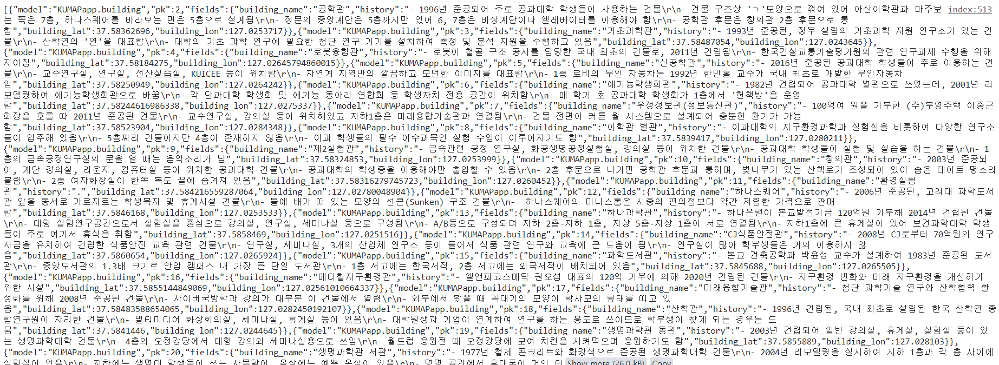 [{"model":"KUMAPapp.building","pk":2,"fields":{"building_name":"공학관","history":"- 1996년 준공되어 주로 공과대학 학생들이 사용하는 건물\r\n- 건물 구조상 'ㄱ'모양으로 꺾여 있어 아산이학관과 마주보 index:513
는 쪽은 7층, 하나스퀘어를 바라보는 면은 5층으로 설계됨\r\n- 정문의 중앙계단은 5층까지만 있어 6, 7층은 비상계단이나 엘레베이터를 이용해야 함\r\n- 공학관 후문은 창의관 2층 후문으로 통
함","building_lat":37.58362696,"building_lon":127.0253717}},{"model":"KUMAPapp.building","pk":3,"fields":{"building_name":"기초과학관","history":"- 1993년 준공된, 정부 설립의 기초과학 지원 연구소가 있는 건
물\r\n- 산학연의 '연'을 대표함\r\n- 대학의 기초 과학 연구에 필요한 첨단 연구 기기를 설치하여 측정 및 분석 지원을 수행하고 있음","building_lat":37.58487054,"building_lon":127.0243645}},
{"model":"KUMAPapp.building","pk":4,"fields":{"building_name":"로봇융합관","history":"- 로봇이 철골 구조 공사를 담당한 국내 최초의 건물로, 2011년 건립됨\r\n- 한국건설교통기술평가원의 관련 연구과제 수행을 위해
지어짐","building_lat":37.58184275,"building_lon":127.02645794860015}},{"model":"KUMAPapp.building","pk":5,"fields":{"building_name":"신공학관","history":"- 2016년 준공된 공과대학 학생들이 주로 이용하는 건
물\r\n- 교수연구실, 연구실, 전산실습실, KUICEE 등이 위치함\r\n- 자연계 지역만의 깔끔하고 모던한 이미지를 대표함\r\n- 1층 로비의 무인 자동차는 1992년 한민홍 교수가 국내 최초로 개발한 무인자동차
임","building_lat":37.58250949,"building_lon":127.0264242}},{"model":"KUMAPapp.building","pk":6,"fields":{"building_name":"애기능학생회관","history":"- 1982년 건립되어 공과대학 별관으로 쓰였는데, 2001년 리
모델링하여 애기능학생회관으로 바꿈\r\n- 각 단과대학 학생회 및 애기능 동아리 연합회 등 학생자치 전용 공간이 위치함\r\n- 매 학기 초 공과대학 학생회가 1층에서 '헌책방'을 운영
함","building_lat":37.58244616986338,"building_lon":127.0275337}},{"model":"KUMAPapp.building","pk":7,"fields":{"building_name":"우정정보관(정보통신관)","history":"- 100억여 원을 기부한 (주)부영주택 이중근
회장을 호를 따 2011년 준공된 건물\r\n- 교수연구실, 강의실 등이 위치해있고 지하1층은 미래융합기술관과 연결됨\r\n- 건물 전면이 커튼 월 시스템으로 설계되어 충분한 환기가 가능
함","building_lat":37.58523904,"building_lon":127.0284348}},{"model":"KUMAPapp.building","pk":8,"fields":{"building_name":"이학관 별관","history":"- 이과대학의 지구환경과학과 실험실을 비롯하여 다양한 연구소
들이 입주해 있음\r\n- 5층짜리 건물이지만 4층이 존재하지 않음\r\n- 이과 학생들의 필수 이수과목인 실험 수업이 이루어지기도 함","building_lat":37.5839417,"building_lon":127.0280211}},
{"model":"KUMAPapp.building","pk":9,"fields":{"building_name":"제2실험관","history":"- 금속관련 공정 연구실, 화공생명공정실험실, 강의실 등이 위치한 건물\r\n- 공과대학 학생들이 실험 및 실습을 하는 건물\r\n- 1
층의 금속공정연구실의 문을 열 때는 음악소리가 남","building_lat":37.58324853,"building_lon":127.0253999}},{"model":"KUMAPapp.building","pk":10,"fields":{"building_name":"창의관","history":"- 2003년 준공되
어, 계단 강의실, 라운지, 컴퓨터실 등이 위치한 공과대학 건물\r\n- 공과대학의 학생증을 이용해야만 출입할 수 있음\r\n- 2층 후문으로 나가면 공학관 후문과 통하며, 벚나무가 있는 산책로가 조성되어 있어 숨은 데이트 명소라
불림\r\n- 2층 여자화장실이 한쪽 복도 끝에 숨겨져 있음","building_lat":37.58316279745723,"building_lon":127.0260452}},{"model":"KUMAPapp.building","pk":11,"fields":{"building_name":"환경실험
관","history":".","building_lat":37.584216559287064,"building_lon":127.02780048904}},{"model":"KUMAPapp.building","pk":12,"fields":{"building_name":"하나스퀘어","history":"- 2006년 준공된, 고려대 과학도서
관 앞을 동서로 가로지르는 학생복지 및 휴게시설 건물\r\n- 물에 배가 떠 있는 모양의 선큰(Sunken) 구조 건물\r\n-  하나스퀘어의 미니스톱은 시중의 편의점보다 약간 저렴한 가격으로 판매
함","building_lat":37.5846168,"building_lon":127.0253533}},{"model":"KUMAPapp.building","pk":13,"fields":{"building_name":"하나과학관","history":"- 하나은행이 본교발전기금 120억원 기부해 2014년 건립된 건물
\r\n- 대형 실험연구공간으로서 실험실을 중심으로 강의실, 연구실, 세미나실 등으로 구성됨\r\n- A/B동으로 구성되며 지하 2층-지하 1층, 지상 5층-지상 1층이 서로 연결됨\r\n- 지하1층에 큰 휴게실이 있어 보건과학대학 학생
들이 주로 여기서 휴식을 취함","building_lat":37.5858469,"building_lon":127.0251516}},{"model":"KUMAPapp.building","pk":14,"fields":{"building_name":"CJ식품안전관","history":"- 2008년 CJ로부터 70억원의 연구
자금을 유치하여 건립한 식품안전 교육 관련 건물\r\n- 연구실, 세미나실, 3개의 산업체 연구소 등이 들어서 식품 관련 연구와 교육에 큰 도움이 됨\r\n- 연구실이 많아 학부생들은 거의 이용하지 않
음","building_lat":37.5860654,"building_lon":127.0265924}},{"model":"KUMAPapp.building","pk":15,"fields":{"building_name":"과학도서관","history":"- 본교 건축공학과 박윤성 교수가 설계하여 1983년 준공된 도서
관\r\n- 중앙도서관의 1.3배 크기로 안암 캠퍼스 내 가장 큰 단일 도서관\r\n- 1층 서고에는 한국서적, 2층 서고에는 외국서적이 배치되어 있음","building_lat":37.5845688,"building_lon":127.0265505}},
{"model":"KUMAPapp.building","pk":16,"fields":{"building_name":"메디힐지구환경관","history":"- 엘앤피코스메틱 권오섭 대표의 120억 기부에 의해 2020년 건립된 건물\r\n- 지구환경 변화와 미래 지구환경을 개선하기
위한 시설","building_lat":37.5855144849069,"building_lon":127.02561010664337}},{"model":"KUMAPapp.building","pk":17,"fields":{"building_name":"미래융합기술관","history":"- 첨단 과학기술 연구와 산학협력 활
성화를 위해 2008년 준공된 건물\r\n- 사이버국방학과 강의가 대부분 이 건물에서 열림\r\n- 외부에서 봤을 때 꼭대기의 모양이 학사모의 형태를 띠고 있
음","building_lat":37.58483588654065,"building_lon":127.0282450192107}},{"model":"KUMAPapp.building","pk":18,"fields":{"building_name":"산학관","history":"- 1996년 건립된, 국내 최초로 설립된 한국 산학연 종
합연구원이 자리한 건물\r\n- 멀티미디어 화상회의실, 세미나실, 휴게실 등이 있음\r\n- 대학원생과 기업이 연계하여 연구를 하는 용도로 쓰이므로 학부생이 찾게 되는 경우는 드
뭄","building_lat":37.5841446,"building_lon":127.0244645}},{"model":"KUMAPapp.building","pk":19,"fields":{"building_name":"생명과학관 동관","history":"- 2003년 건립되어 일반 강의실, 휴게실, 실험실 등이 있
는 생명과학대학 건물\r\n- 4층의 오정강당에서 대형 강의와 세미나실용으로 쓰임\r\n- 월드컵 응원전 때 오정강당에 모여 치킨을 시켜먹으며 응원하기도 함","building_lat":37.5855889,"building_lon":127.028103}},
{"model":"KUMAPapp.building","pk":20,"fields":{"building_name":"생명과학관 서관","history":"- 1977년 철제 콘크리트와 화강석으로 준공된 생명과학대학 건물\r\n- 2004년 리모델링을 실시하여 지하 1층과 각 층 사이에
실험실이 있음\r\n- 지하에는 생명대 학생들이 쓰는 사물함이, 옥상에는 예쁜 옥상이 있음\r\n- 몇몇 공간에서 휴대폰이 거의 터 Show more (26.0 kB) Copy